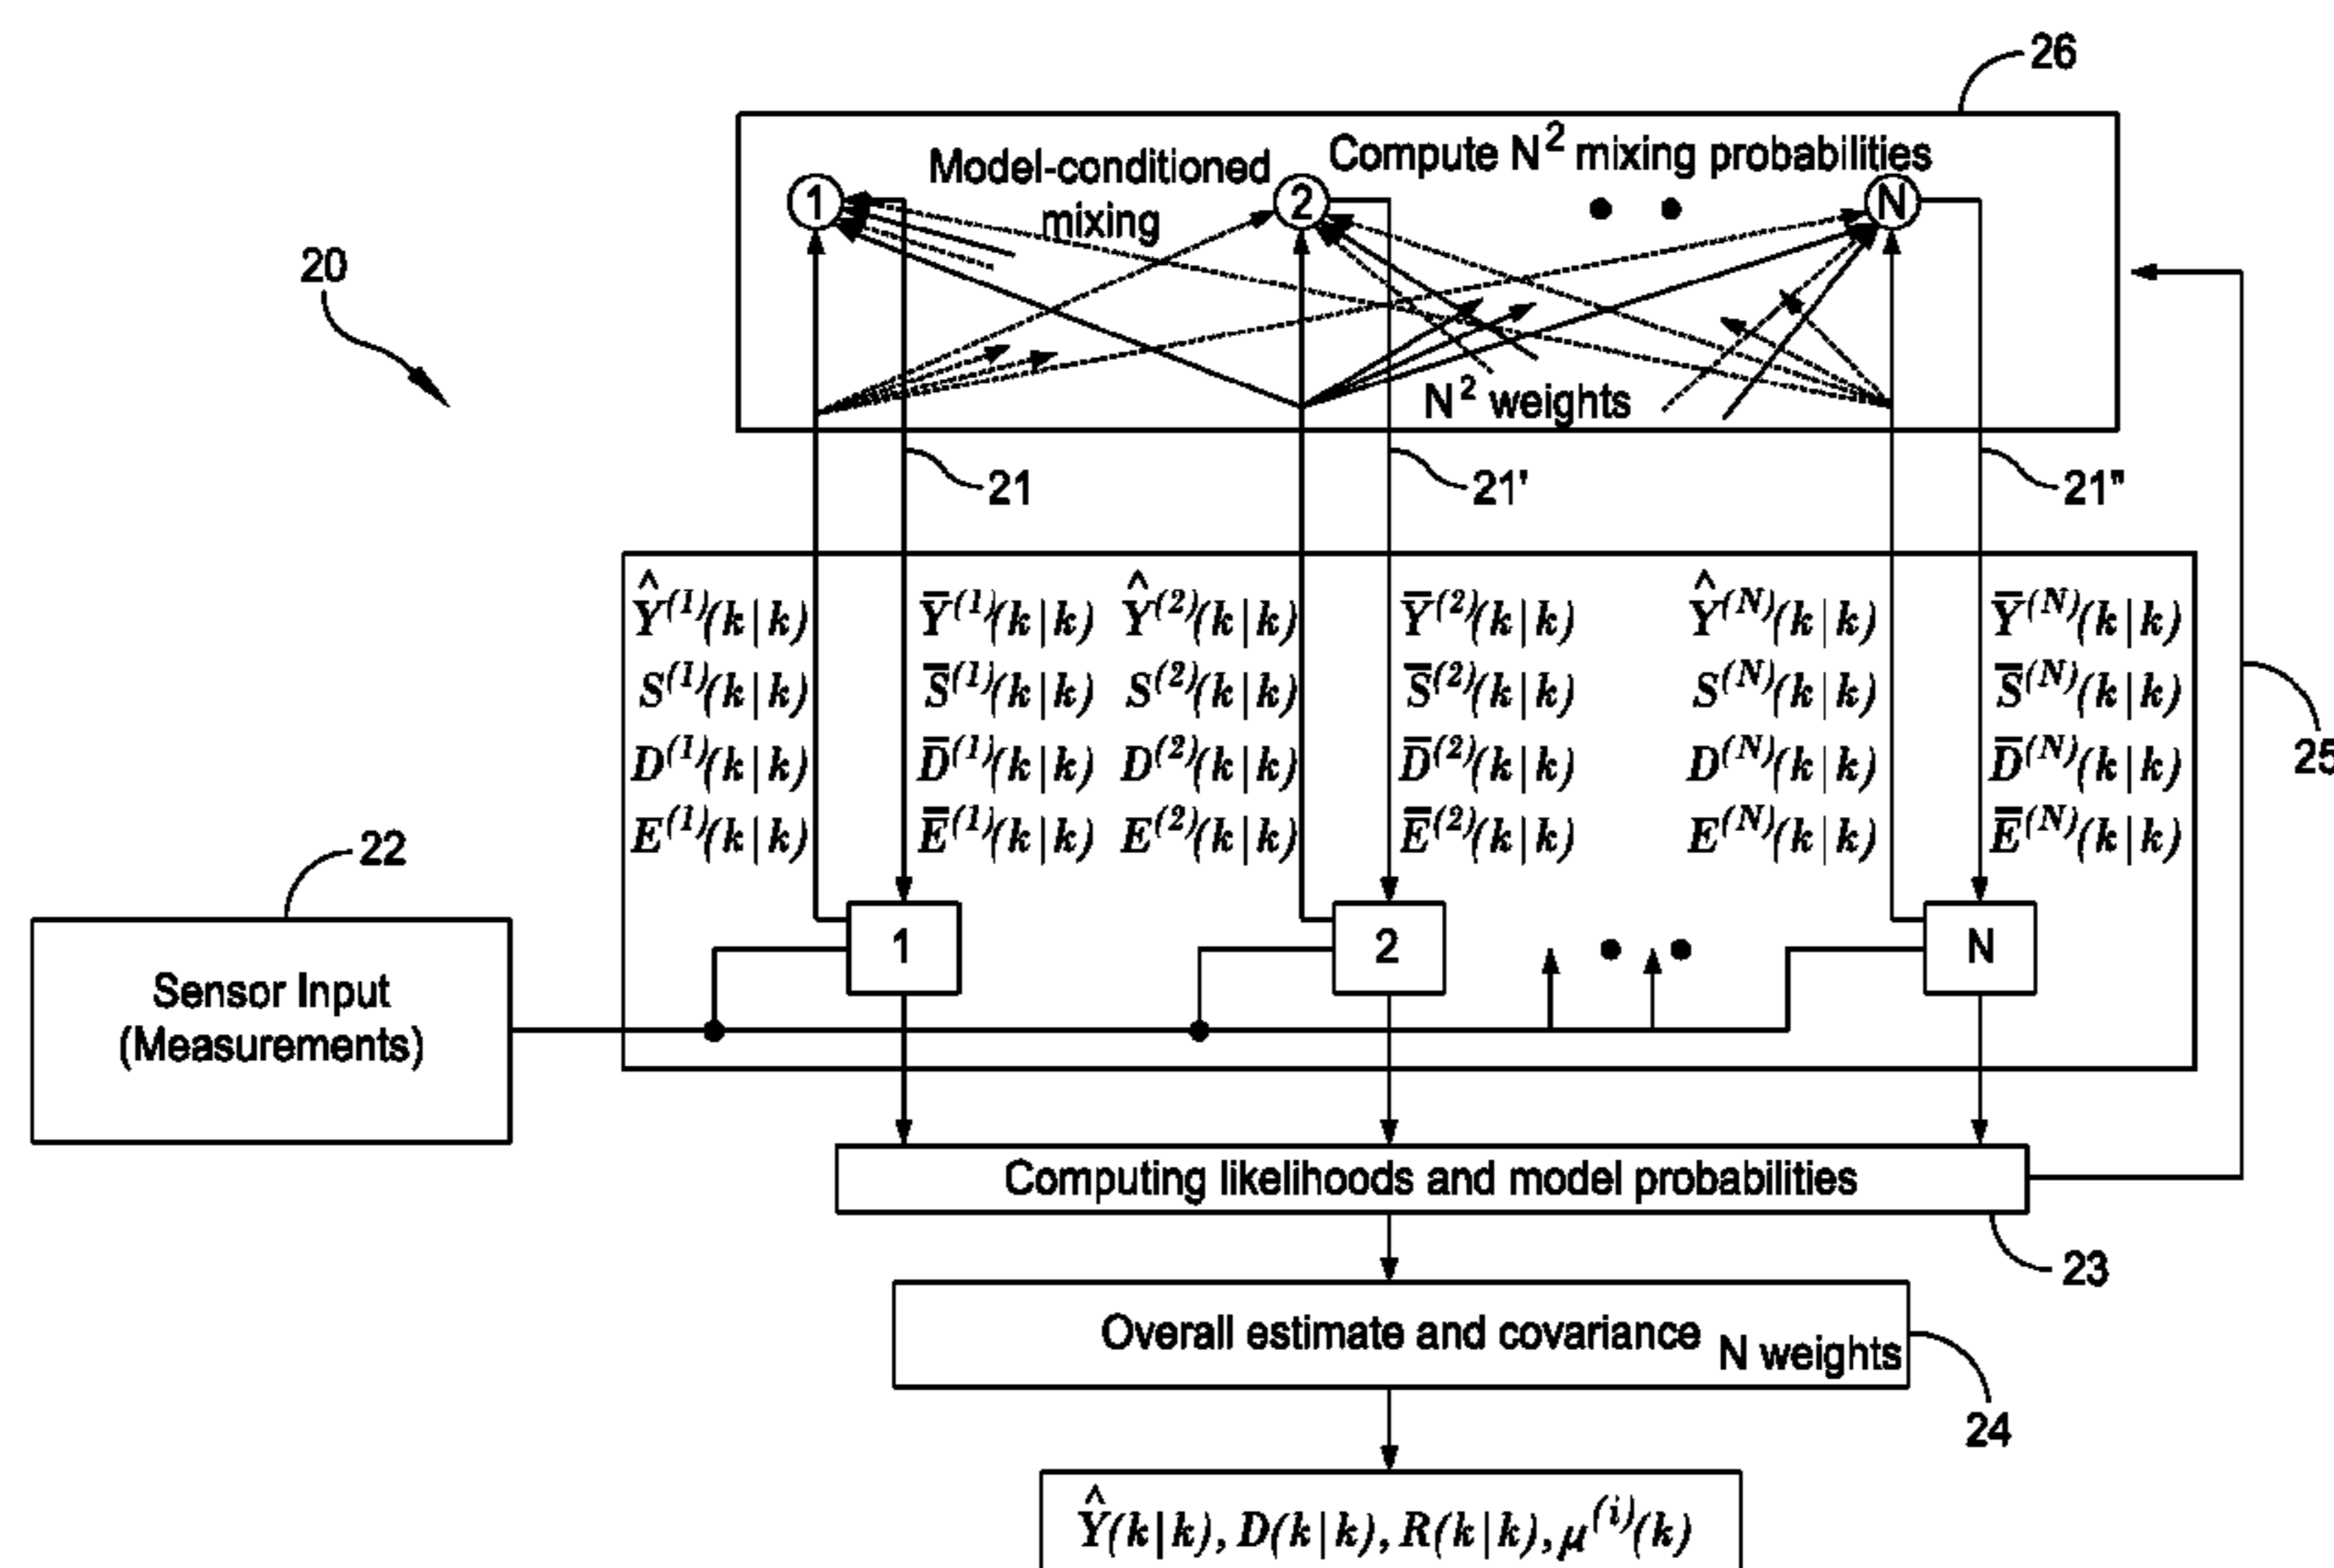 26
Model-conditioned mixing
Compute N² mixing probabilities
1
2
N
20
N² weights
21
21'
21"
Ŷ⁽¹⁾(k|k) Ȳ⁽¹⁾(k|k) Ŷ⁽²⁾(k|k) Ȳ⁽²⁾(k|k) Ŷ⁽ᴺ⁾(k|k) Ȳ⁽ᴺ⁾(k|k)
S⁽¹⁾(k|k) S̄⁽¹⁾(k|k) S⁽²⁾(k|k) S̄⁽²⁾(k|k) S⁽ᴺ⁾(k|k) S̄⁽ᴺ⁾(k|k)
D⁽¹⁾(k|k) D̄⁽¹⁾(k|k) D⁽²⁾(k|k) D̄⁽²⁾(k|k) D⁽ᴺ⁾(k|k) D̄⁽ᴺ⁾(k|k)
E⁽¹⁾(k|k) Ē⁽¹⁾(k|k) E⁽²⁾(k|k) Ē⁽²⁾(k|k) E⁽ᴺ⁾(k|k) Ē⁽ᴺ⁾(k|k)
25
22
1
2
N
Sensor Input
(Measurements)
Computing likelihoods and model probabilities
23
Overall estimate and covariance
N weights
24
Ŷ(k|k), D(k|k), R(k|k), μ⁽ⁱ⁾(k)